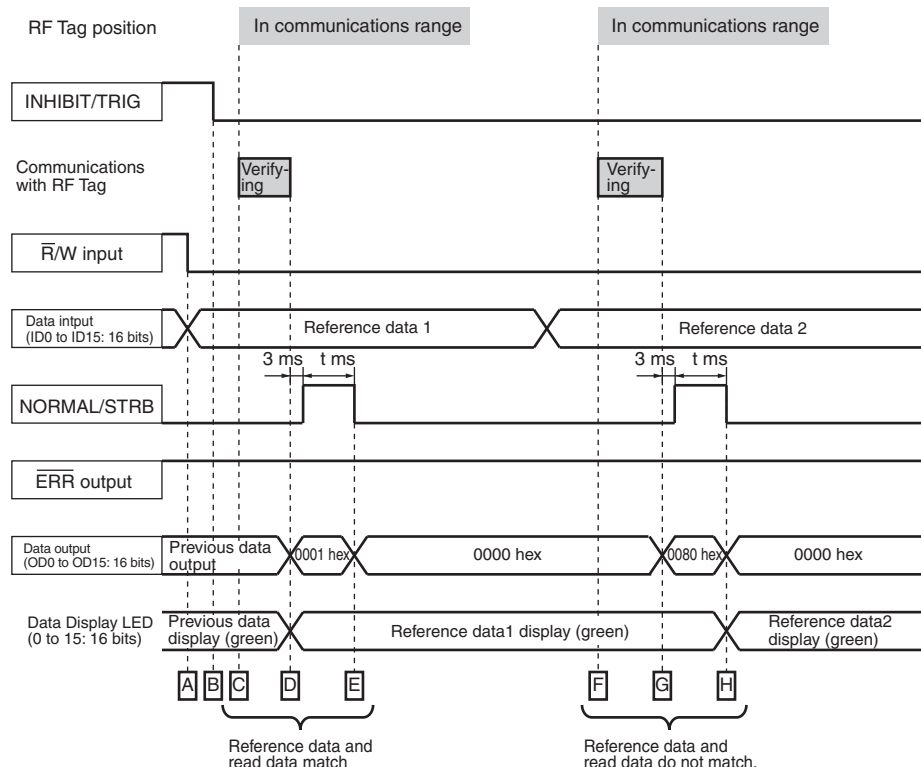 RF Tag position
In communications range
In communications range
INHIBIT/TRIG
Communications
with RF Tag
Verify-
ing
Verify-
ing
R/W input
Data intput
(ID0 to ID15: 16 bits)
Reference data 1
Reference data 2
3 ms
t ms
3 ms
t ms
NORMAL/STRB
ERR output
Data output
(OD0 to OD15: 16 bits)
Previous data
output
0001 hex
0000 hex
0080 hex
0000 hex
Data Display LED
(0 to 15: 16 bits)
Previous data
display (green)
Reference data1 display (green)
Reference data2
display (green)
A
B
C
D
E
F
G
H
Reference data and
read data match
Reference data and
read data do not match.